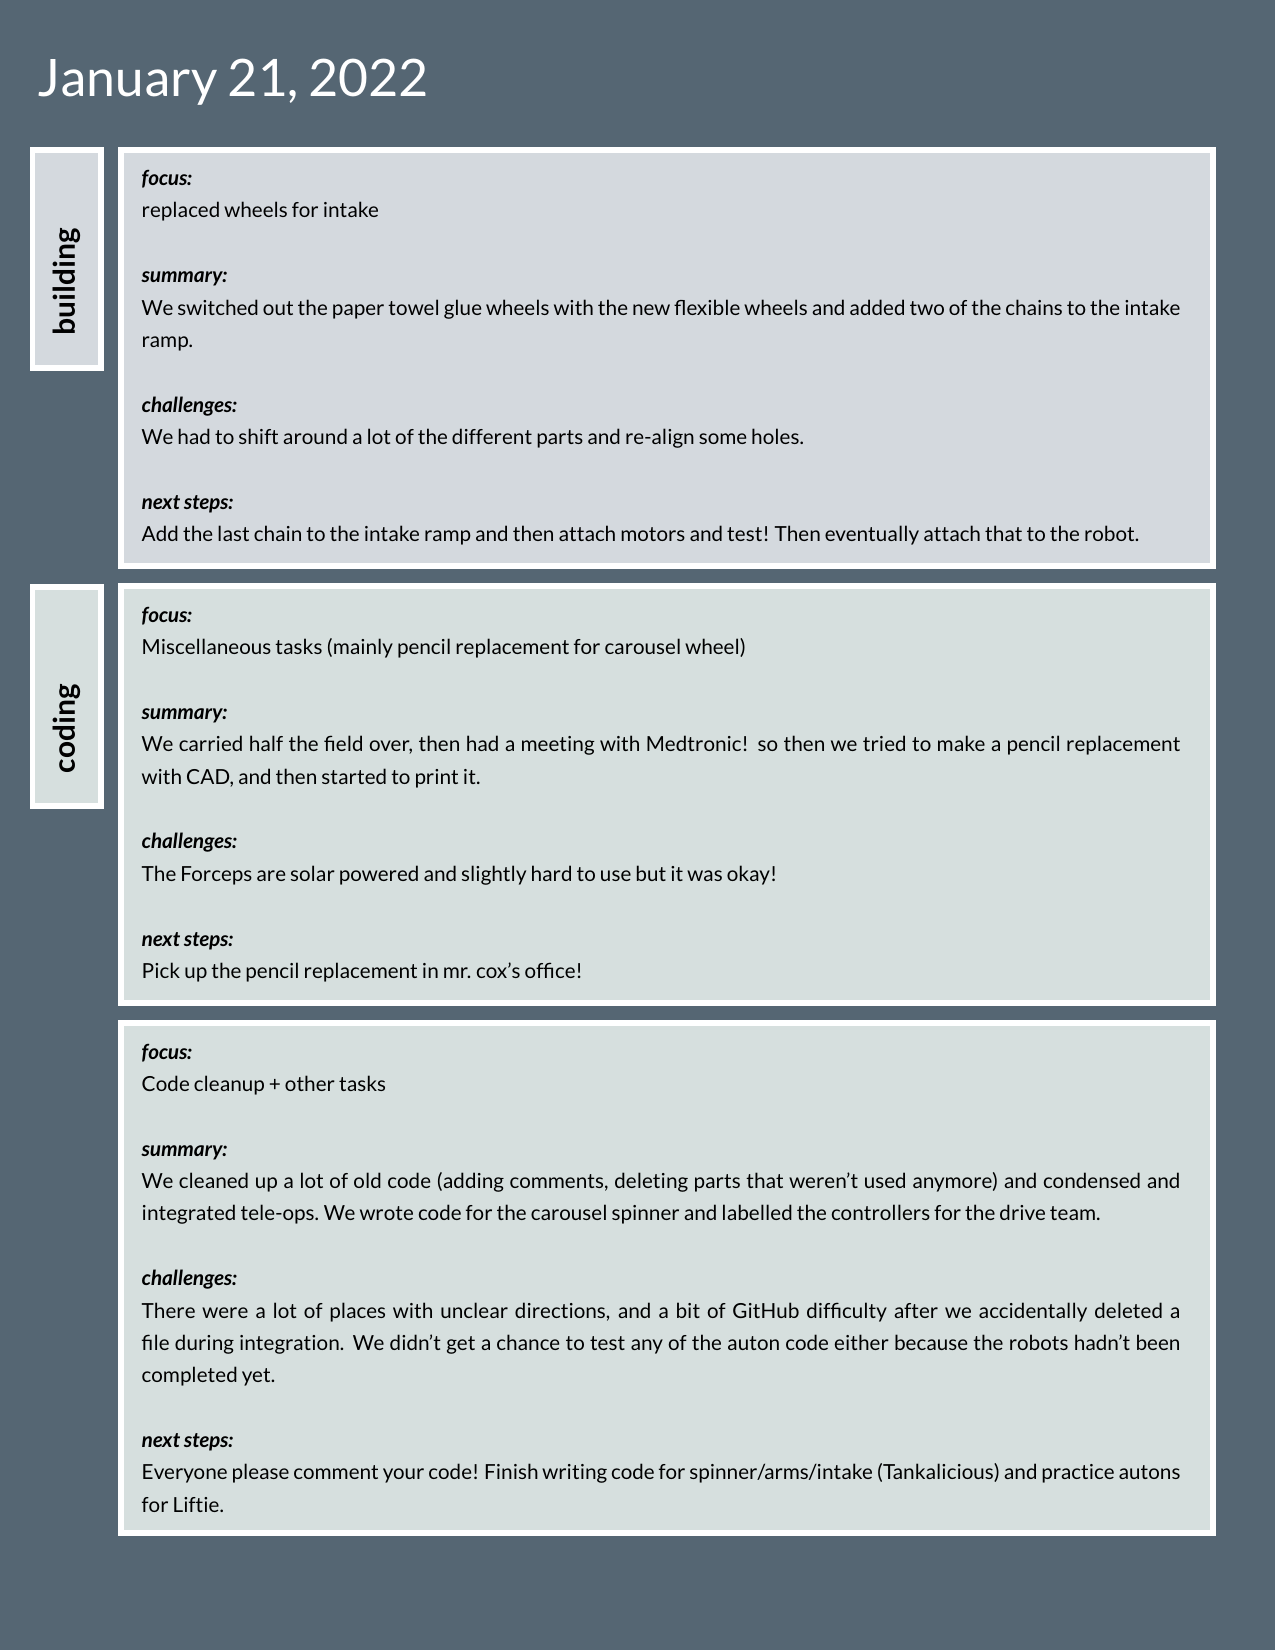 January 21, 2022
building
focus:
replaced wheels for intake
summary:
We switched out the paper towel glue wheels with the new flexible wheels and added two of the chains to the intake
ramp.
challenges:
We had to shift around a lot of the different parts and re-align some holes.
next steps:
Add the last chain to the intake ramp and then attach motors and test! Then eventually attach that to the robot.
coding
focus:
Miscellaneous tasks (mainly pencil replacement for carousel wheel)
summary:
We carried half the field over, then had a meeting with Medtronic! so then we tried to make a pencil replacement
with CAD, and then started to print it.
challenges:
The Forceps are solar powered and slightly hard to use but it was okay!
next steps:
Pick up the pencil replacement in mr. cox’s office!
focus:
Code cleanup + other tasks
summary:
We cleaned up a lot of old code (adding comments, deleting parts that weren’t used anymore) and condensed and
integrated tele-ops. We wrote code for the carousel spinner and labelled the controllers for the drive team.
challenges:
There were a lot of places with unclear directions, and a bit of GitHub difficulty after we accidentally deleted a
file during integration. We didn’t get a chance to test any of the auton code either because the robots hadn’t been
completed yet.
next steps:
Everyone please comment your code! Finish writing code for spinner/arms/intake (Tankalicious) and practice autons
for Liftie.